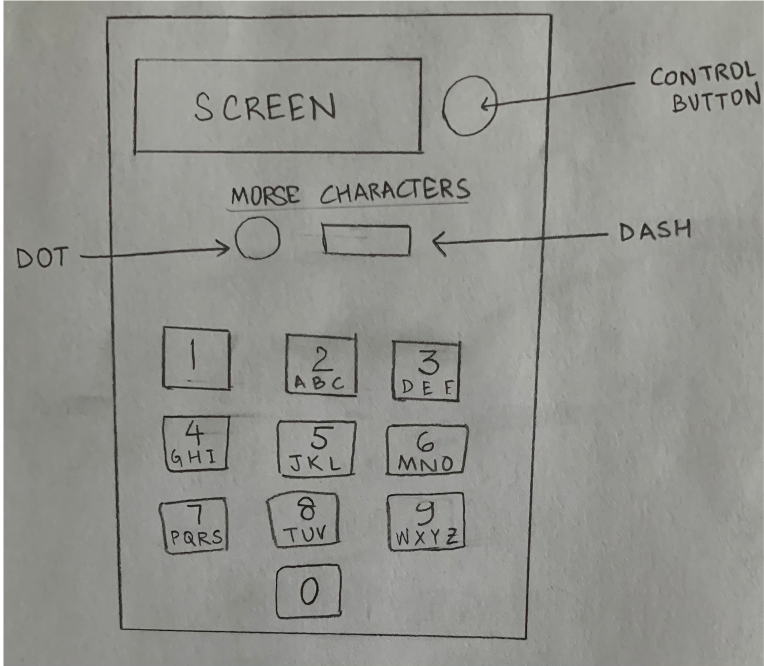 SCREEN
CONTROL
BUTTON
MORSE CHARACTERS
DOT
DASH
1
2
ABC
3
DEF
4
GHI
5
JKL
6
MNO
7
PQRS
8
TUV
9
WXYZ
0